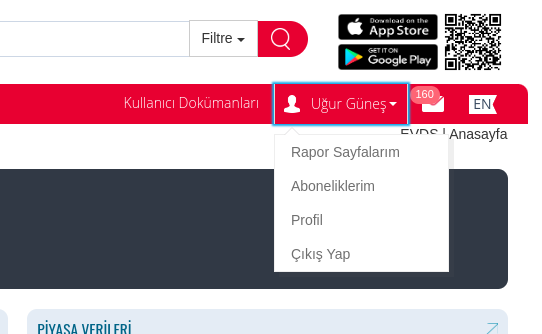 Filtre
Download on the
App Store
GET IT ON
Google Play
Kullanıcı Dokümanları
Uğur Güneş
160
EN
EVDS | Anasayfa
Rapor Sayfalarım
Aboneliklerim
Profil
Çıkış Yap
PİYASA VERİLERİ